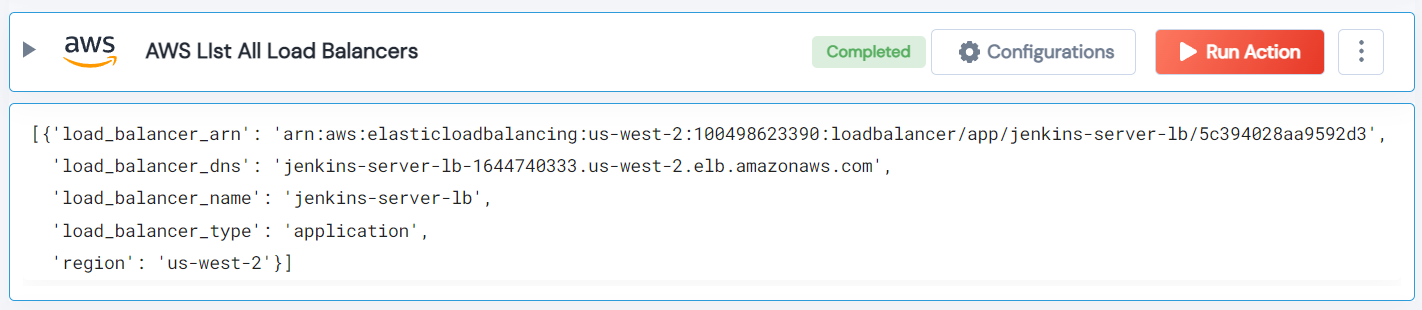 aws AWS LIst All Load Balancers Completed Configurations Run Action
[{'load_balancer_arn': 'arn:aws:elasticloadbalancing:us-west-2:100498623390:loadbalancer/app/jenkins-server-lb/5c394028aa9592d3',
'load_balancer_dns': 'jenkins-server-lb-1644740333.us-west-2.elb.amazonaws.com',
'load_balancer_name': 'jenkins-server-lb',
'load_balancer_type': 'application',
'region': 'us-west-2'}]